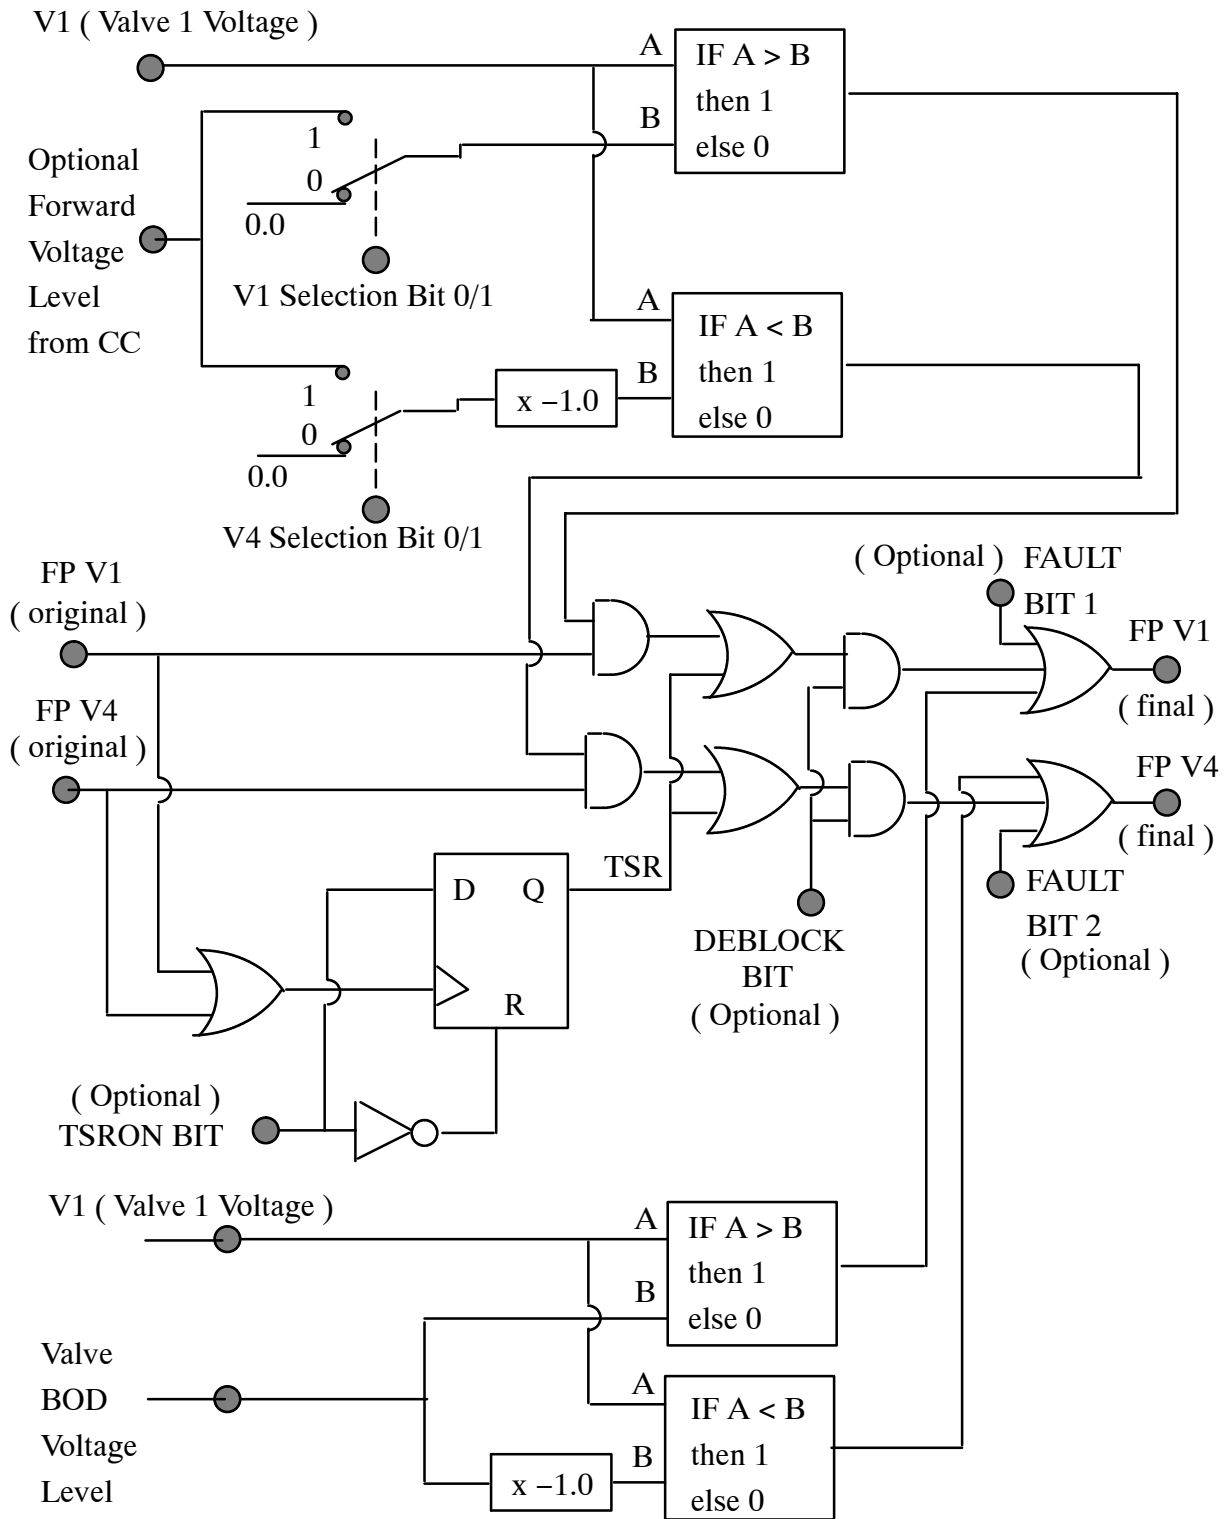 V1 ( Valve 1 Voltage )
A
IF A > B
then 1
else 0
B
1
0
0.0
Optional
Forward
Voltage
Level
from CC
V1 Selection Bit 0/1
A
IF A < B
then 1
else 0
B
x −1.0
1
0
0.0
V4 Selection Bit 0/1
FP V1
( original )
FP V4
( original )
( Optional )
FAULT
BIT 1
FP V1
( final )
FP V4
( final )
FAULT
BIT 2
( Optional )
TSR
D
Q
R
DEBLOCK
BIT
( Optional )
( Optional )
TSRON BIT
V1 ( Valve 1 Voltage )
A
IF A > B
then 1
else 0
B
Valve
BOD
Voltage
Level
A
IF A < B
then 1
else 0
B
x −1.0